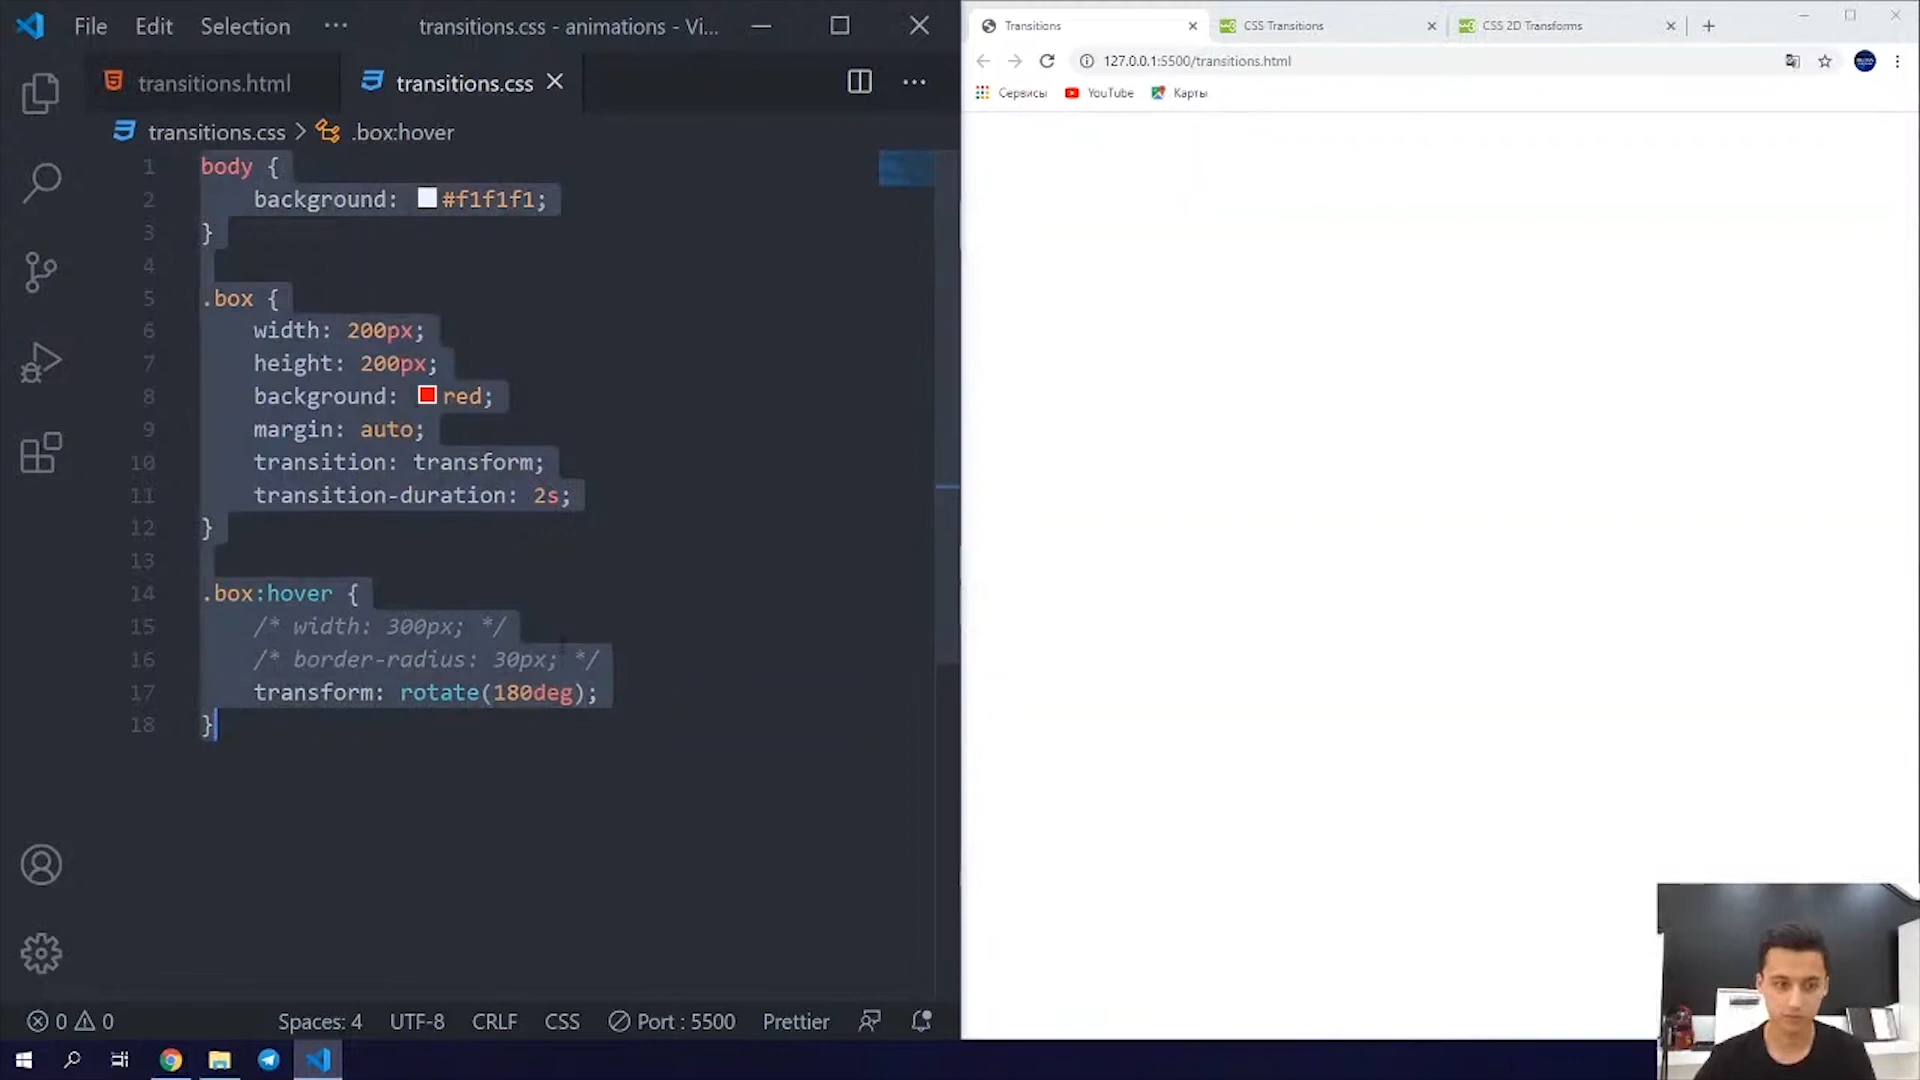 File Edit Selection ··· transitions.css - animations - Vi...
transitions.html transitions.css
transitions.css > .box:hover
1 body {
2 background: #f1f1f1;
3 }
4
5 .box {
6 width: 200px;
7 height: 200px;
8 background: red;
9 margin: auto;
10 transition: transform;
11 transition-duration: 2s;
12 }
13
14 .box:hover {
15 /* width: 300px; */
16 /* border-radius: 30px; */
17 transform: rotate(180deg);
18 }
0 0 Spaces: 4 UTF-8 CRLF CSS Port : 5500 Prettier
Transitions CSS Transitions CSS 2D Transforms
127.0.0.1:5500/transitions.html
Сервисы YouTube Карты